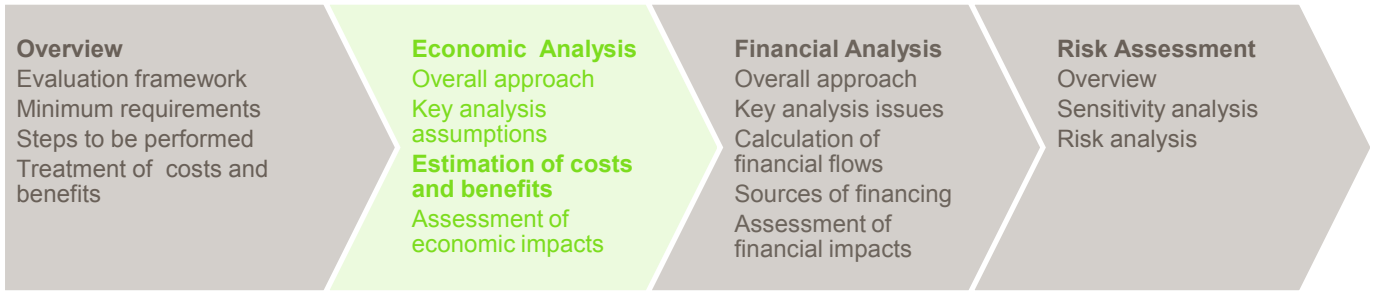 Overview
Evaluation framework
Minimum requirements
Steps to be performed
Treatment of costs and
benefits
Economic Analysis
Overall approach
Key analysis
assumptions
Estimation of costs
and benefits
Assessment of
economic impacts
Financial Analysis
Overall approach
Key analysis issues
Calculation of
financial flows
Sources of financing
Assessment of
financial impacts
Risk Assessment
Overview
Sensitivity analysis
Risk analysis